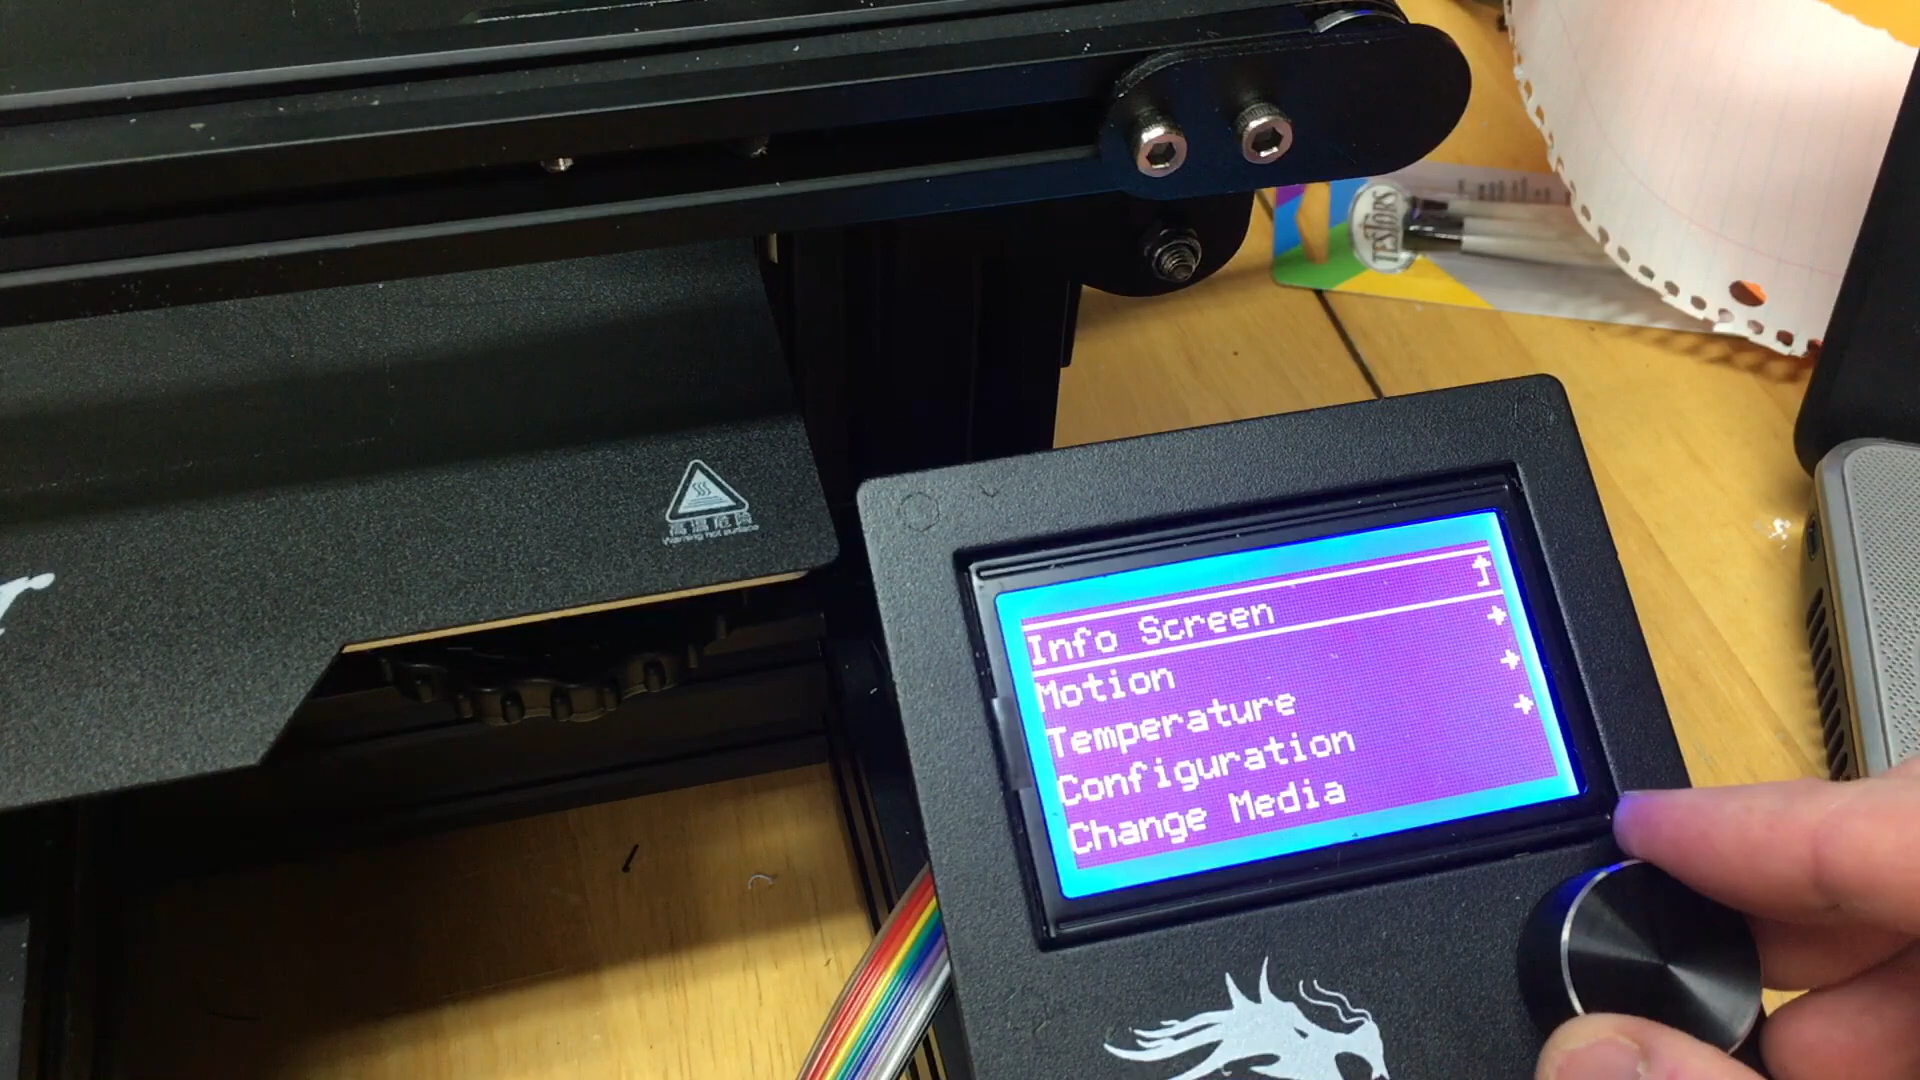 TESTORS
高温危险
Warning hot surface
Info Screen
Motion
Temperature
Configuration
Change Media